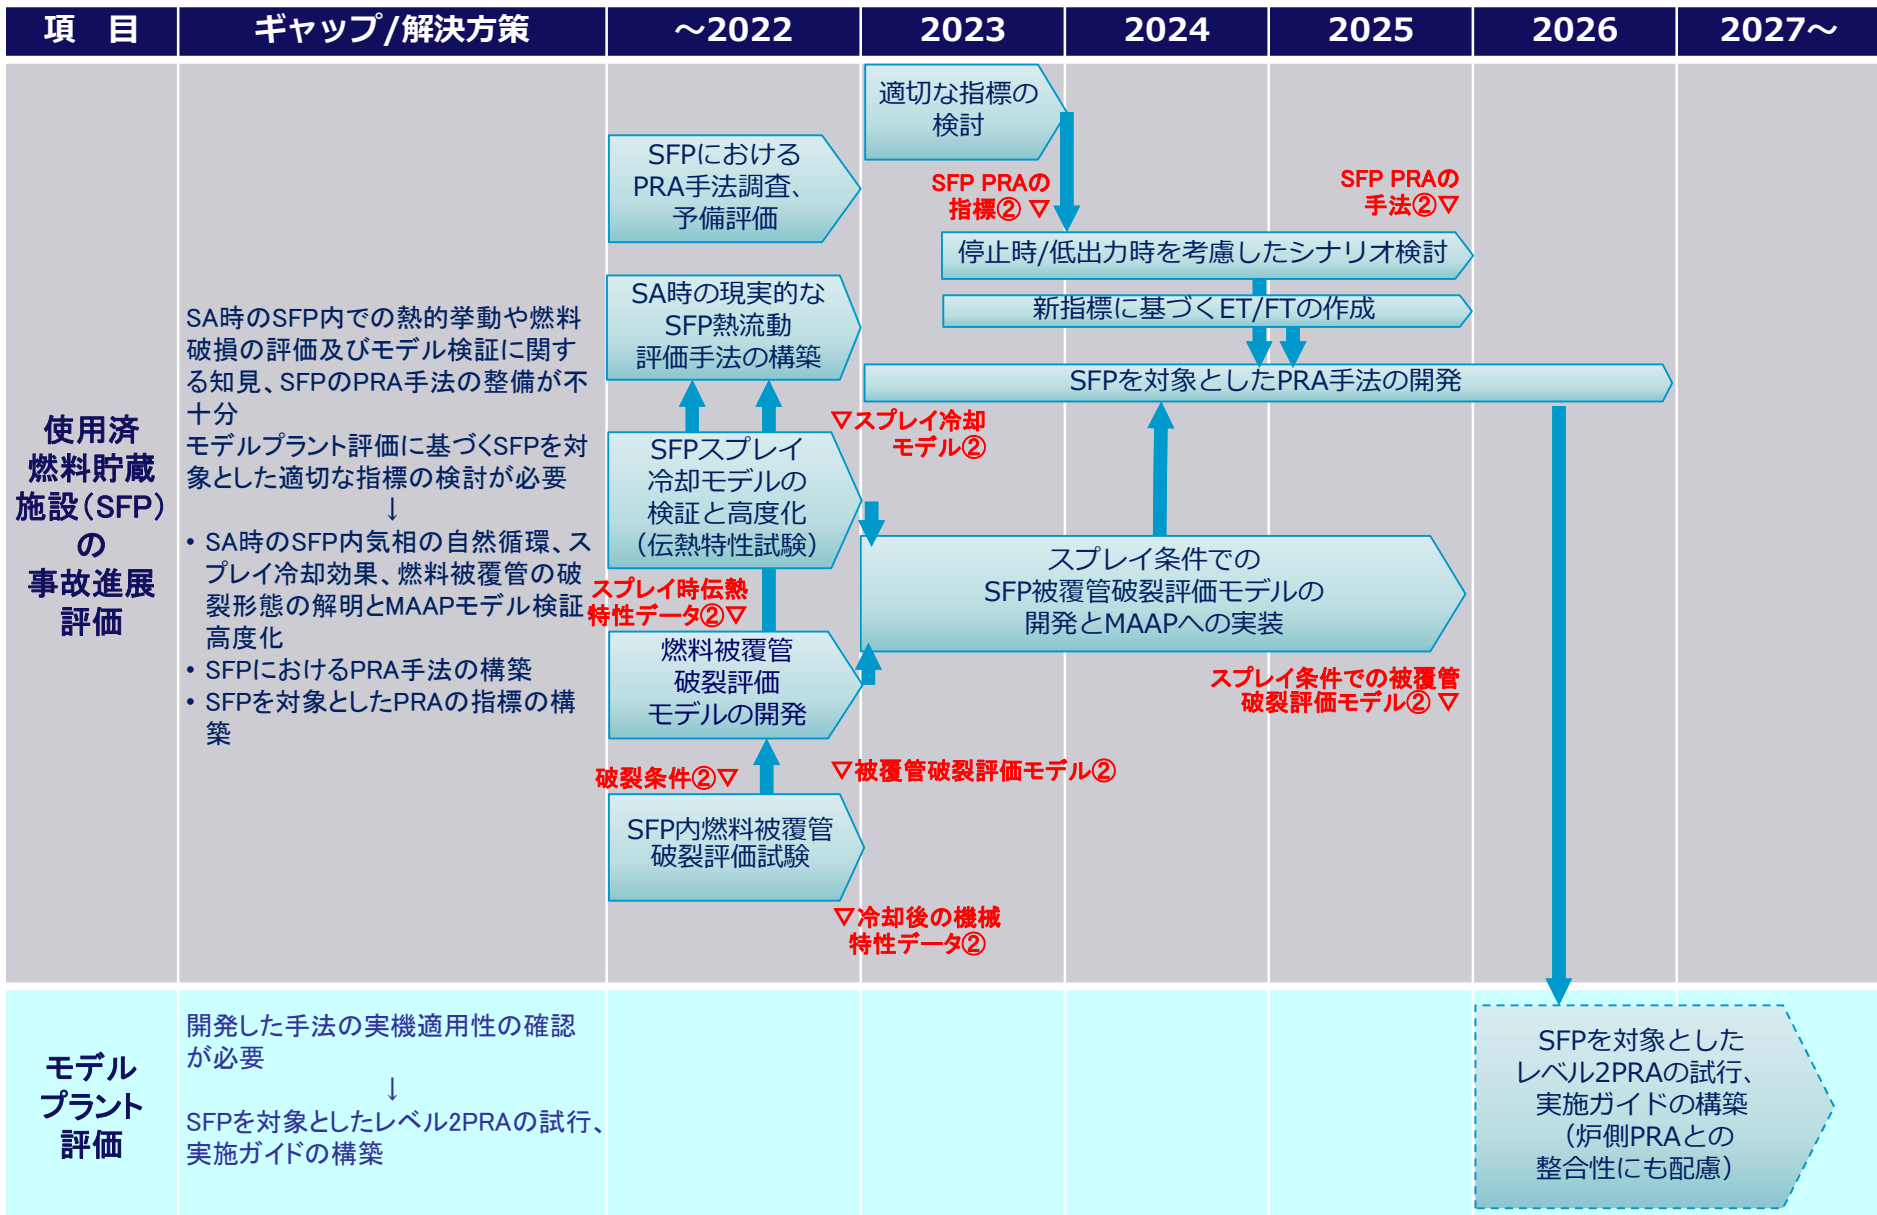 項　目
ギャップ/解決方策
～2022
2023
2024
2025
2026
2027～
使用済
燃料貯蔵
施設(SFP)
の
事故進展
評価
SA時のSFP内での熱的挙動や燃料
破損の評価及びモデル検証に関す
る知見、SFPのPRA手法の整備が不
十分
モデルプラント評価に基づくSFPを対
象とした適切な指標の検討が必要
↓
• SA時のSFP内気相の自然循環、ス
プレイ冷却効果、燃料被覆管の破
裂形態の解明とMAAPモデル検証
高度化
• SFPにおけるPRA手法の構築
• SFPを対象としたPRAの指標の構
築
適切な指標の
検討
SFPにおける
PRA手法調査、
予備評価
SFP PRAの
指標② ▽
SFP PRAの
手法②▽
停止時/低出力時を考慮したシナリオ検討
SA時の現実的な
SFP熱流動
評価手法の構築
新指標に基づくET/FTの作成
SFPを対象としたPRA手法の開発
▽スプレイ冷却
モデル②
SFPスプレイ
冷却モデルの
検証と高度化
（伝熱特性試験）
スプレイ条件での
SFP被覆管破裂評価モデルの
開発とMAAPへの実装
スプレイ時伝熱
特性データ②▽
燃料被覆管
破裂評価
モデルの開発
スプレイ条件での被覆管
破裂評価モデル② ▽
破裂条件②▽
▽被覆管破裂評価モデル②
SFP内燃料被覆管
破裂評価試験
▽冷却後の機械
特性データ②
モデル
プラント
評価
開発した手法の実機適用性の確認
が必要
↓
SFPを対象としたレベル2PRAの試行、
実施ガイドの構築
SFPを対象とした
レベル2PRAの試行、
実施ガイドの構築
（炉側PRAとの
整合性にも配慮）